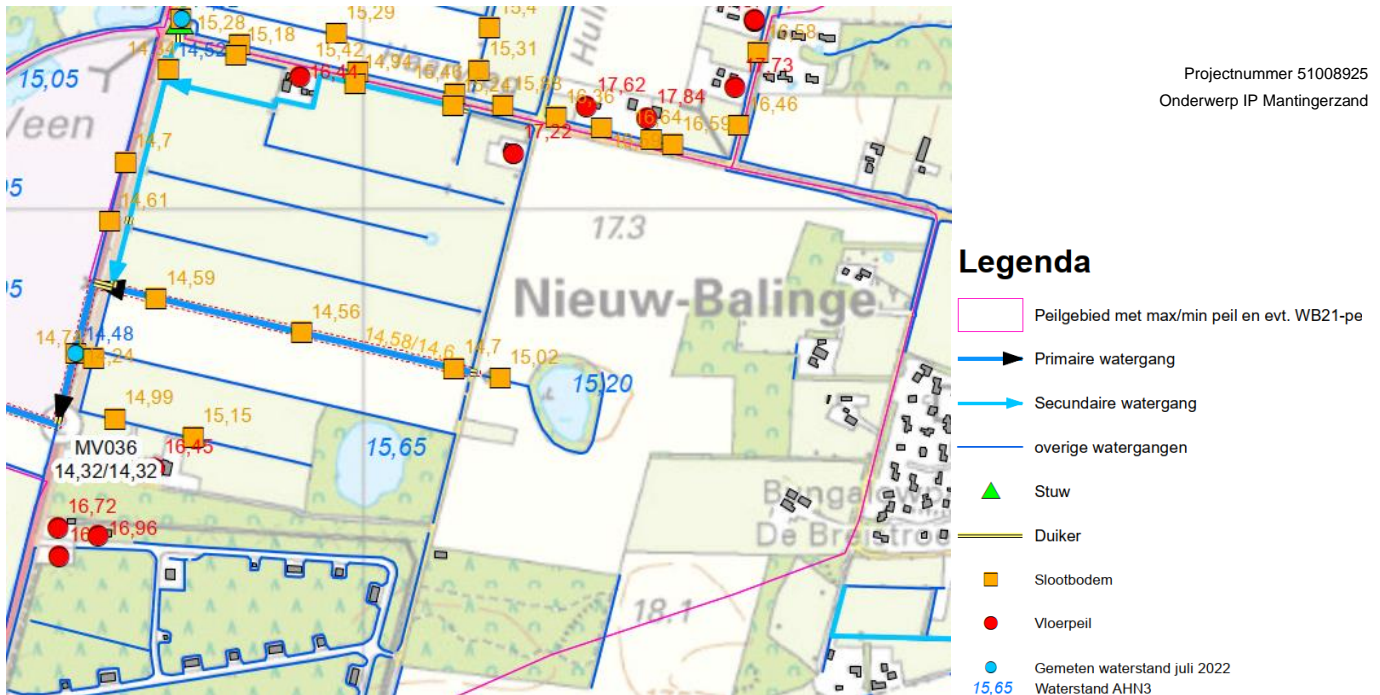 15,29
15,4
15,28
15,18
15,42
14,52
15,31
16,58
15,05
16,44
14,94
16,46
15,24
15,88
17,62
17,73
16,36
17,84
16,46
16,64
16,59
Veen
17,22
14,7
14,61
17.3
14,59
14,56
Nieuw-Balinge
14,58/14,6
14,7
14,48
15,02
15,20
14,99
15,15
16,45
15,65
MV036
14,32/14,32
16,72
16,96
Bungalowpa
De Breistroe
18.1
Projectnummer 51008925
Onderwerp IP Mantingerzand
Legenda
Peilgebied met max/min peil en evt. WB21-pe
Primaire watergang
Secundaire watergang
overige watergangen
Stuw
Duiker
Slootbodem
Vloerpeil
Gemeten waterstand juli 2022
15,65 Waterstand AHN3